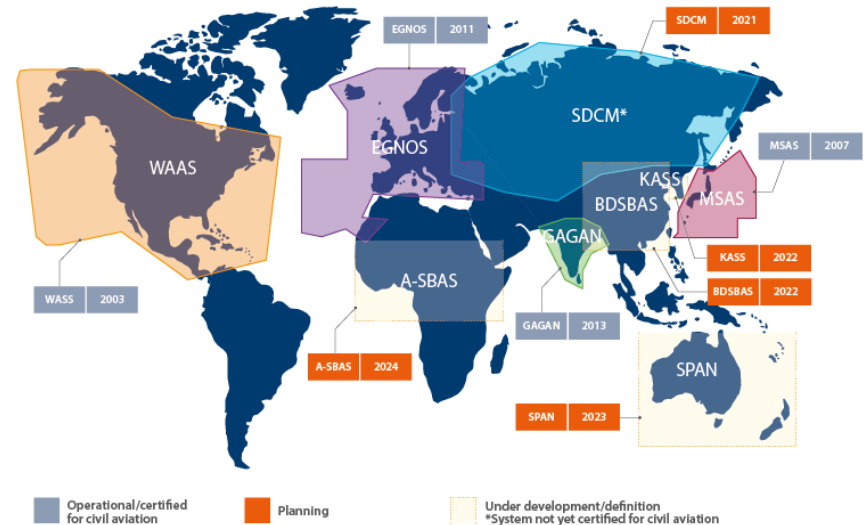 SDCM 2021
EGNOS 2011
SDCM*
MSAS 2007
WAAS
EGNOS
KASS
MSAS
BDSBAS
GAGAN
KASS 2022
A-SBAS
BDSBAS 2022
WASS 2003
GAGAN 2013
A-SBAS 2024
SPAN
SPAN 2023
Operational/certified
for civil aviation
Planning
Under development/definition
*System not yet certified for civil aviation